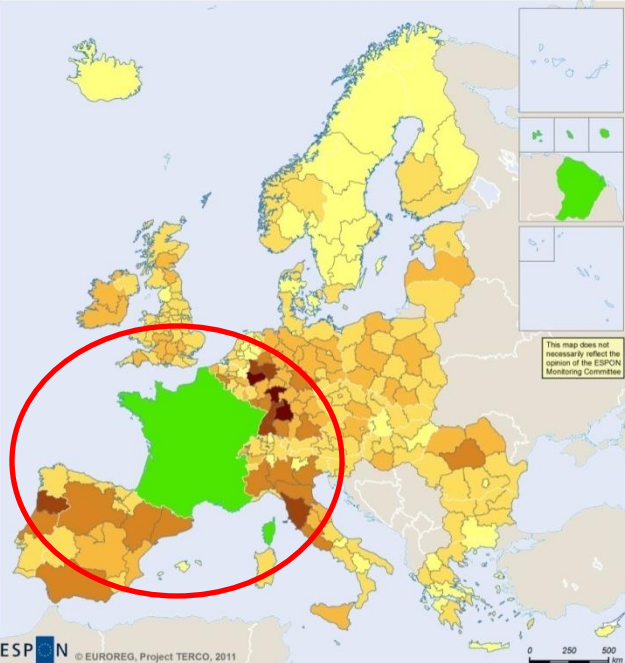 This map does not
necessarily reflect the
opinion of the ESPON
Monitoring Committee
ESPON © EUROREG, Project TERCO, 2011
0 250 500
km